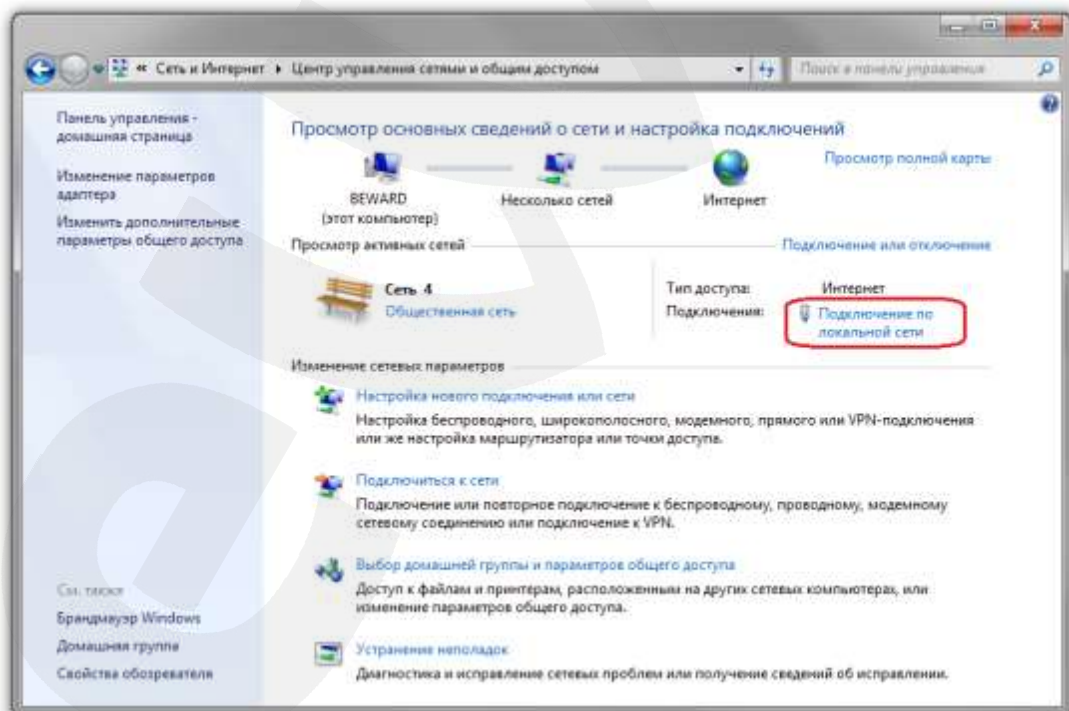 « Сеть и Интернет ▸ Центр управления сетями и общим доступом
Поиск в панели управления
Панель управления -
домашняя страница
Изменение параметров
адаптера
Изменить дополнительные
параметры общего доступа
См. также
Брандмауэр Windows
Домашняя группа
Свойства обозревателя
Просмотр основных сведений о сети и настройка подключений
Просмотр полной карты
BEWARD
(этот компьютер)
Несколько сетей
Интернет
Просмотр активных сетей
Подключение или отключение
Сеть 4
Общественная сеть
Тип доступа: Интернет
Подключения: Подключение по
локальной сети
Изменение сетевых параметров
Настройка нового подключения или сети
Настройка беспроводного, широкополосного, модемного, прямого или VPN-подключения
или же настройка маршрутизатора или точки доступа.
Подключиться к сети
Подключение или повторное подключение к беспроводному, проводному, модемному
сетевому соединению или подключение к VPN.
Выбор домашней группы и параметров общего доступа
Доступ к файлам и принтерам, расположенным на других сетевых компьютерах, или
изменение параметров общего доступа.
Устранение неполадок
Диагностика и исправление сетевых проблем или получение сведений об исправлении.